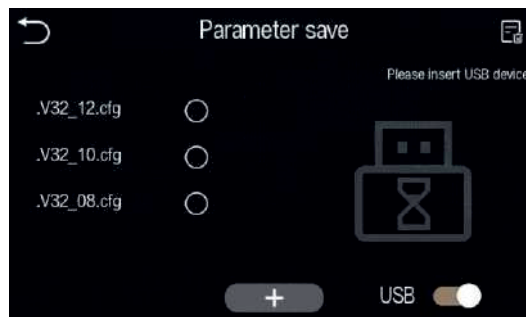 Parameter save
Please insert USB device
.V32_12.cfg
.V32_10.cfg
.V32_08.cfg
+
USB